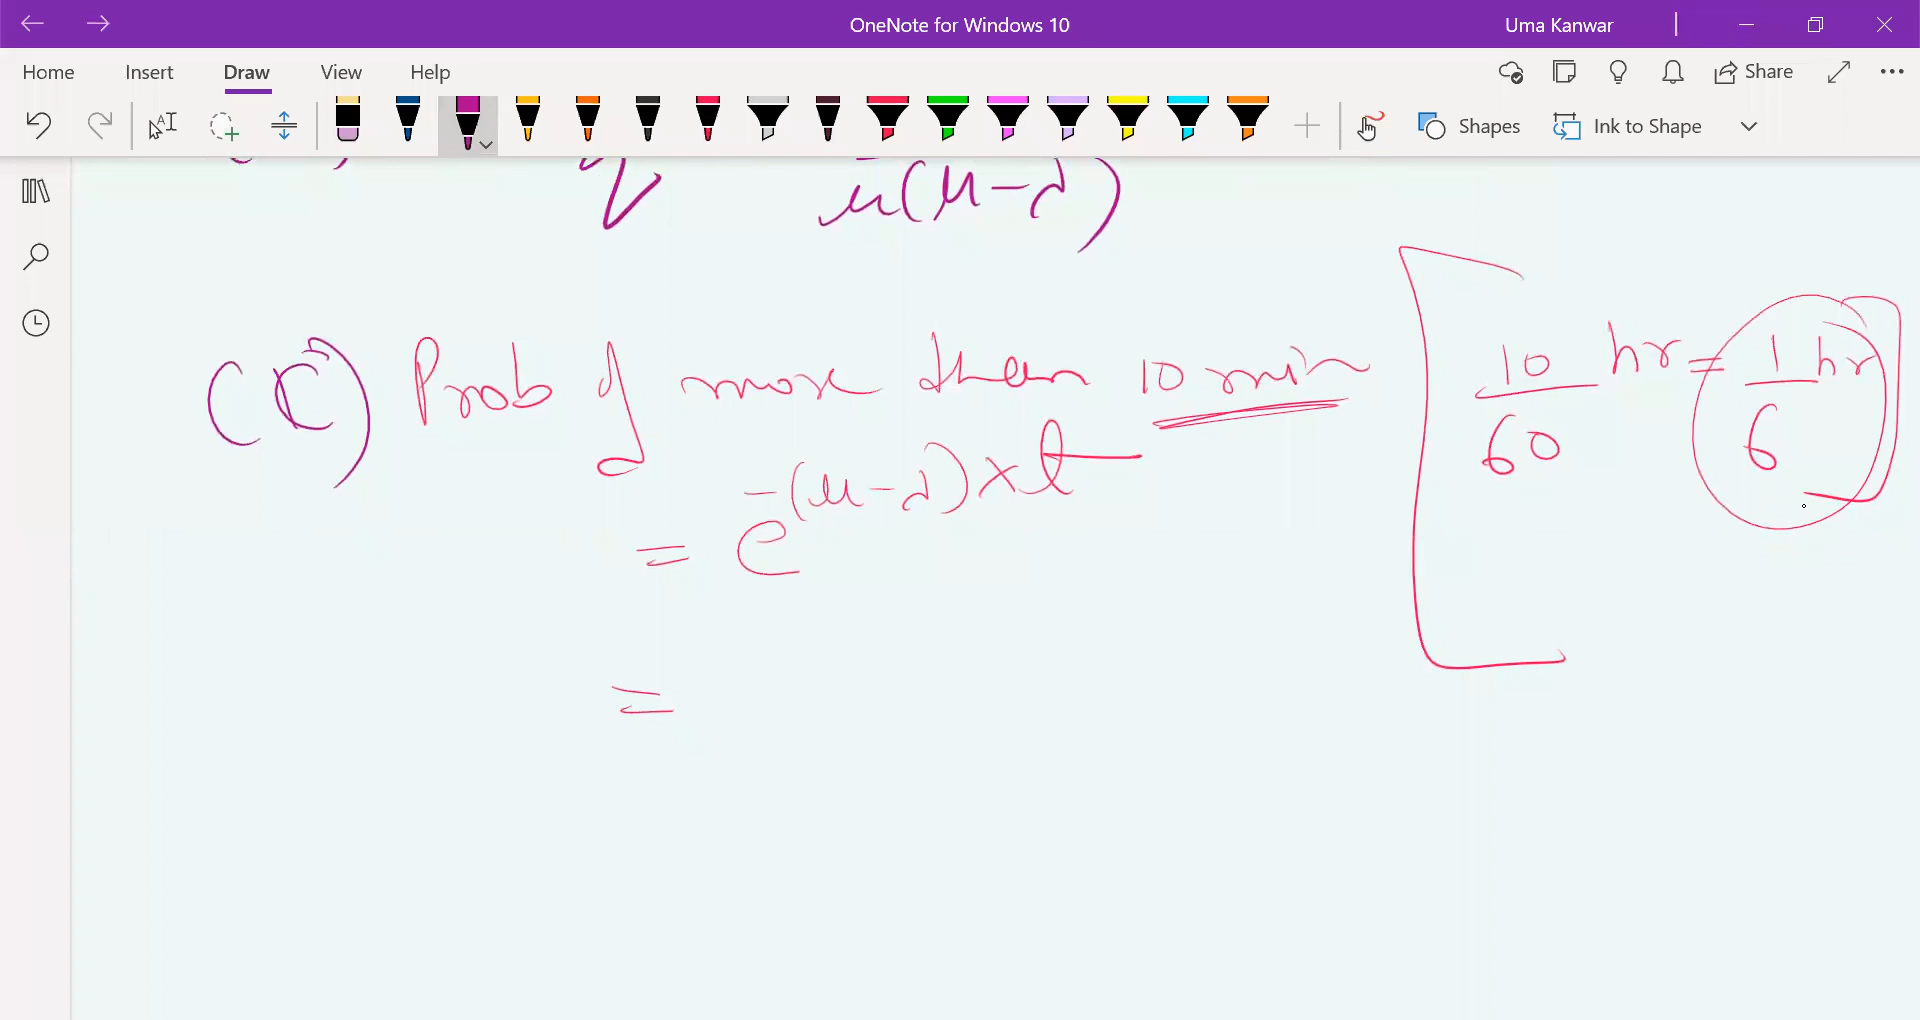 OneNote for Windows 10
Uma Kanwar
Home Insert Draw View Help
Share
Shapes Ink to Shape
q μ(μ-λ)
(C) Prob of more than 10 min
10/60 hr = 1/6 hr
= e^-(μ-λ)×t
=